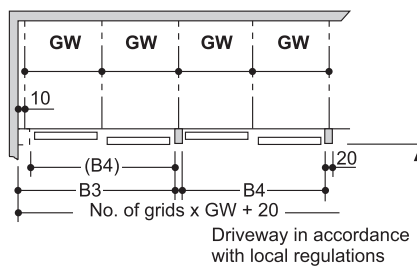 GW GW GW GW
10
20
(B4)
B3 B4
No. of grids x GW + 20
Driveway in accordance
with local regulations